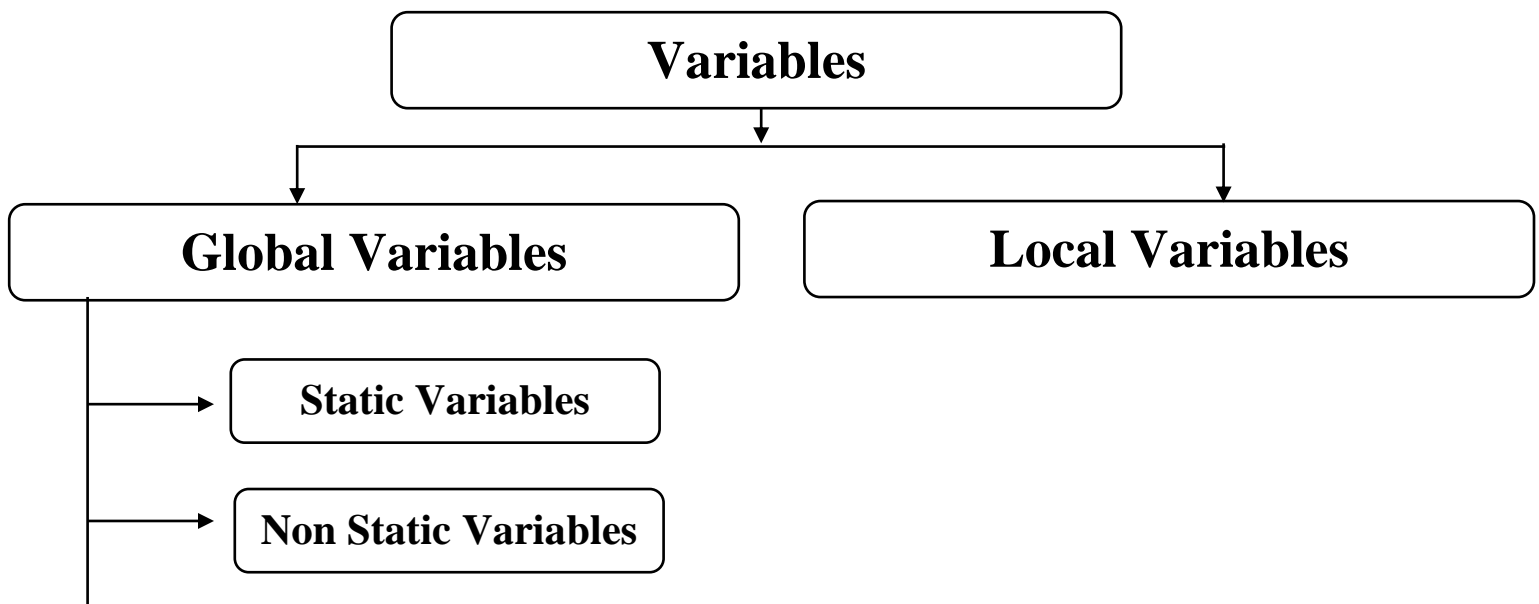 Variables
Global Variables
Local Variables
Static Variables
Non Static Variables